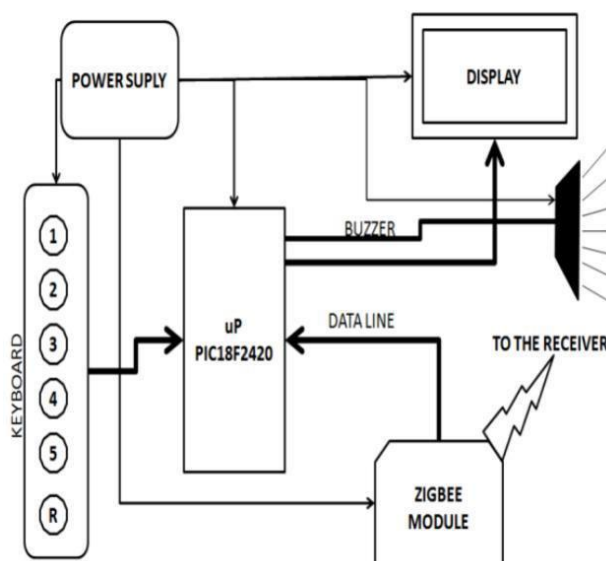 POWER SUPLY
DISPLAY
KEYBOARD
1
2
3
4
5
R
BUZZER
uP
PIC18F2420
DATA LINE
TO THE RECEIVER
ZIGBEE
MODULE